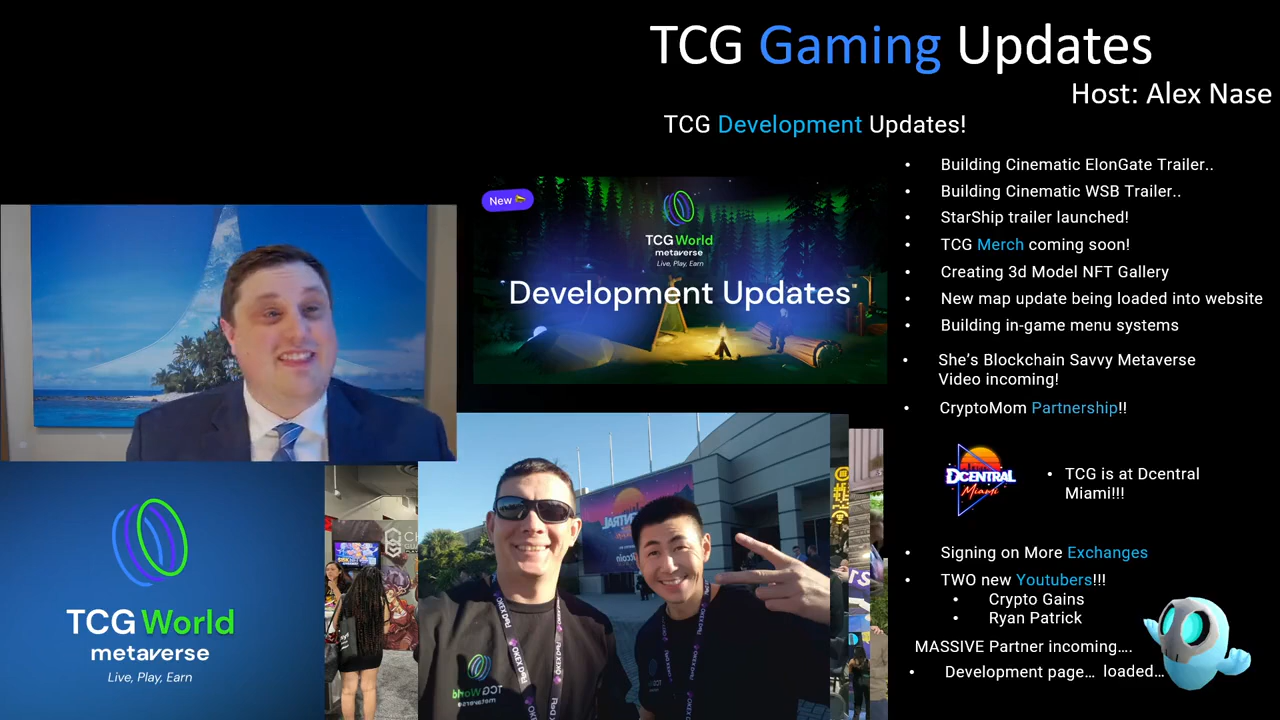 TCG Gaming Updates
Host: Alex Nase
TCG Development Updates!
New
TCG World
metaverse
Live, Play, Earn
Development Updates
• Building Cinematic ElonGate Trailer..
• Building Cinematic WSB Trailer..
• StarShip trailer launched!
• TCG Merch coming soon!
• Creating 3d Model NFT Gallery
• New map update being loaded into website
• Building in-game menu systems
• She's Blockchain Savvy Metaverse
Video incoming!
• CryptoMom Partnership!!
DCENTRAL
Miami
• TCG is at Dcentral
Miami!!!
• Signing on More Exchanges
• TWO new Youtubers!!!
• Crypto Gains
• Ryan Patrick
MASSIVE Partner incoming....
• Development page... loaded...
TCG World
metaverse
Live, Play, Earn
DCENTRAL
TCG World
metaverse